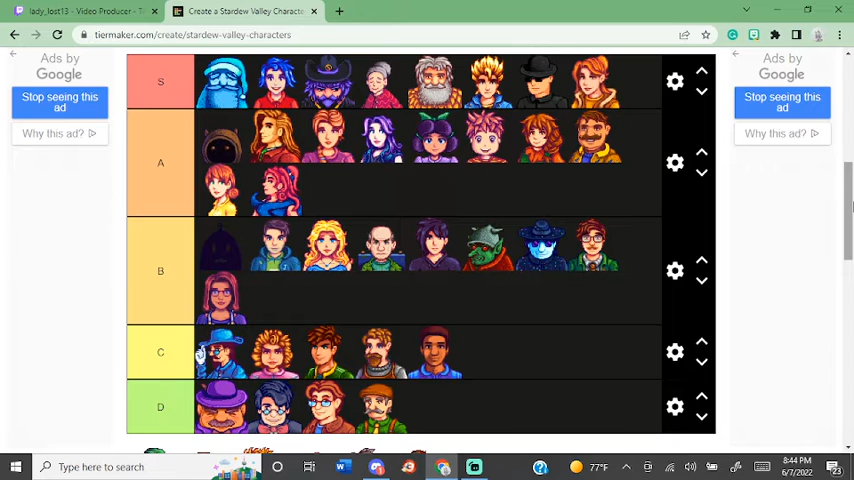 lady_lost13 - Video Producer - T
Create a Stardew Valley Characte
tiermaker.com/create/stardew-valley-characters
Ads by
Google
Stop seeing this
ad
Why this ad?
S
A
B
C
D
Ads by
Google
Stop seeing this
ad
Why this ad?
Type here to search
77°F
8:44 PM
6/7/2022
23